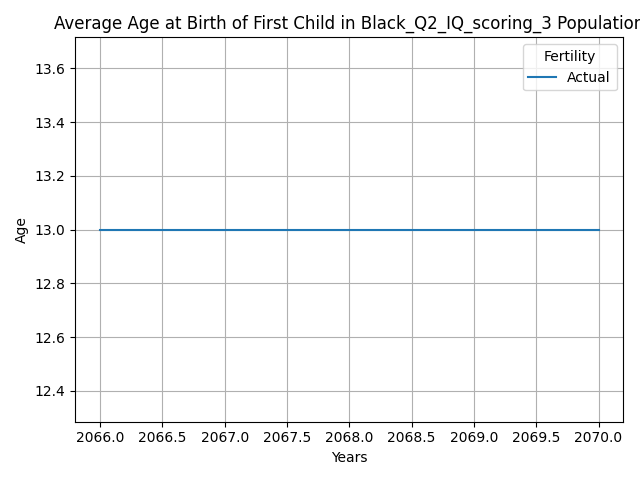 Average Age at Birth of First Child in Black_Q2_IQ_scoring_3 Population
Fertility
Actual
13.6
13.4
13.2
13.0
12.8
12.6
12.4
Age
2066.0 2066.5 2067.0 2067.5 2068.0 2068.5 2069.0 2069.5 2070.0
Years